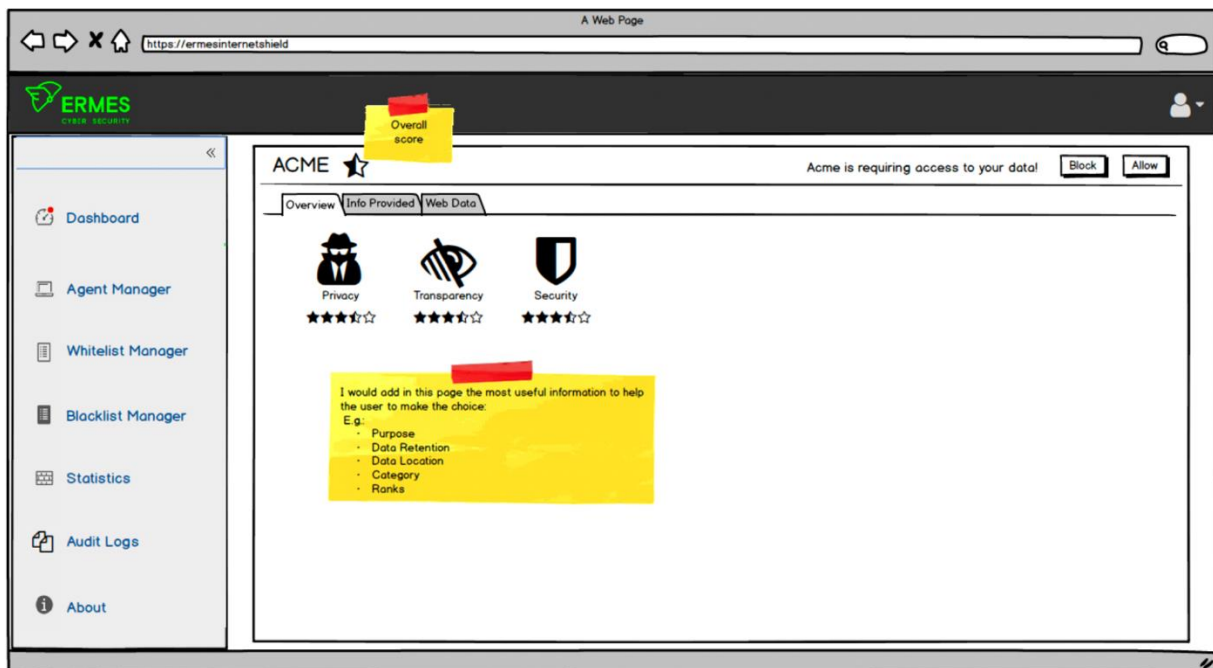 A Web Page
https://ermesinternetshield
ERMES
CYBER SECURITY
Overall
score
«
ACME
Acme is requiring access to your data!
Block
Allow
Overview
Info Provided
Web Data
Dashboard
Agent Manager
Whitelist Manager
Blacklist Manager
Statistics
Audit Logs
About
Privacy
Transparency
Security
I would add in this page the most useful information to help
the user to make the choice:
E.g.:
· Purpose
· Data Retention
· Data Location
· Category
· Ranks